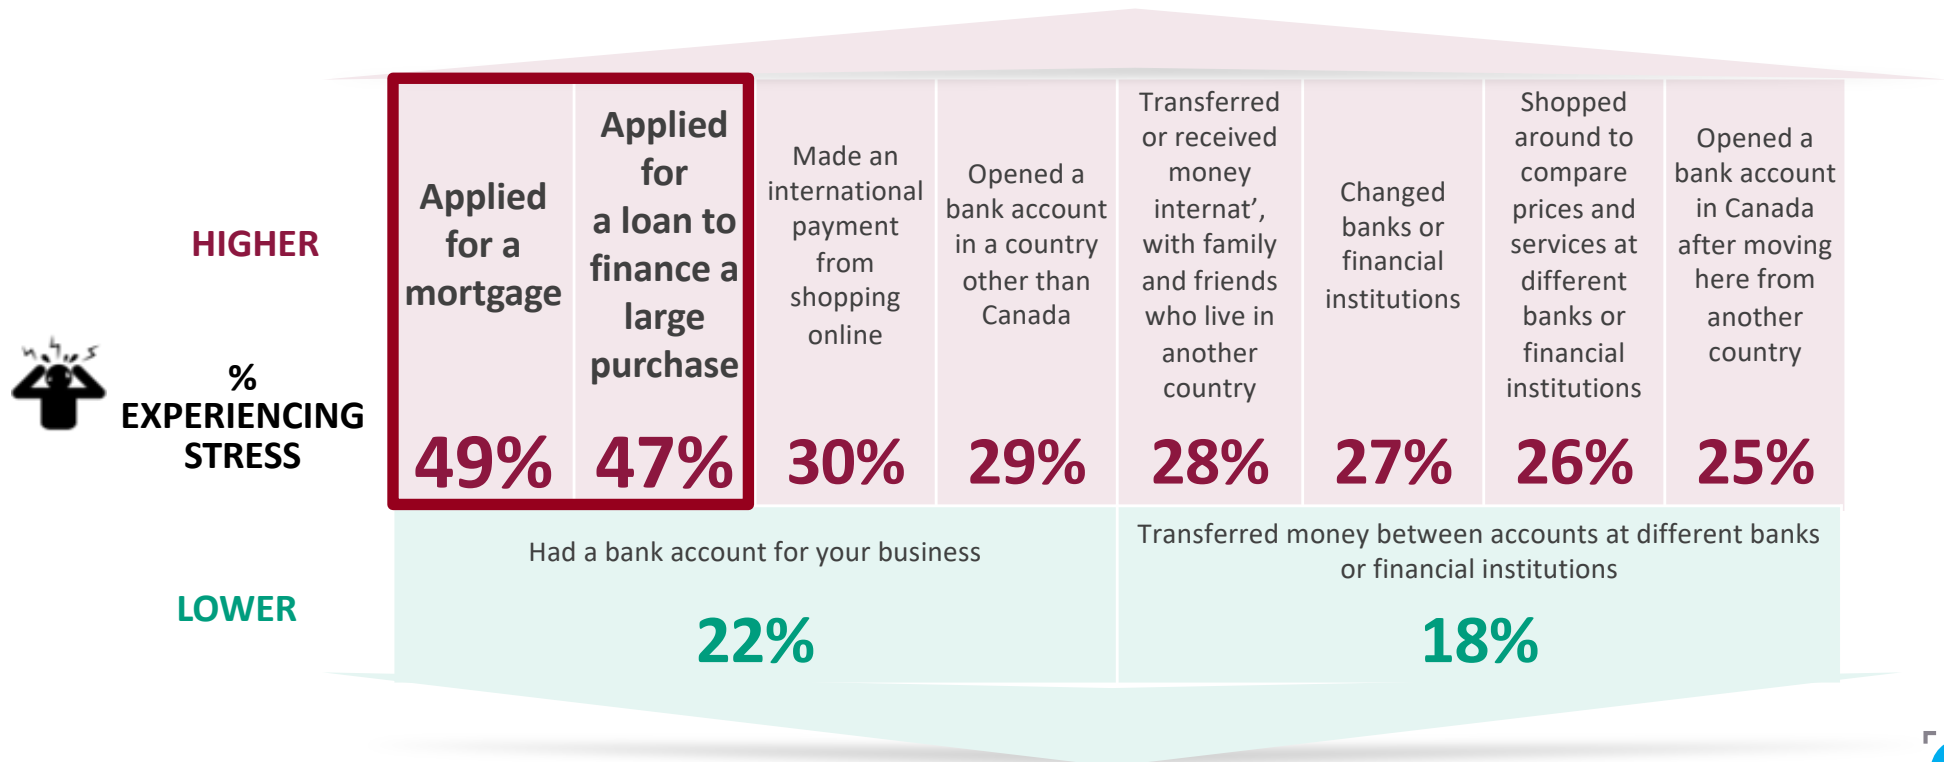 HIGHER
%
EXPERIENCING
STRESS
LOWER
Applied
for a
mortgage
49%
Applied
for
a loan to
finance a
large
purchase
47%
Made an
international
payment
from
shopping
online
30%
Opened a
bank account
in a country
other than
Canada
29%
Transferred
or received
money
internat’,
with family
and friends
who live in
another
country
28%
Changed
banks or
financial
institutions
27%
Shopped
around to
compare
prices and
services at
different
banks or
financial
institutions
26%
Opened a
bank account
in Canada
after moving
here from
another
country
25%
Had a bank account for your business
22%
Transferred money between accounts at different banks
or financial institutions
18%